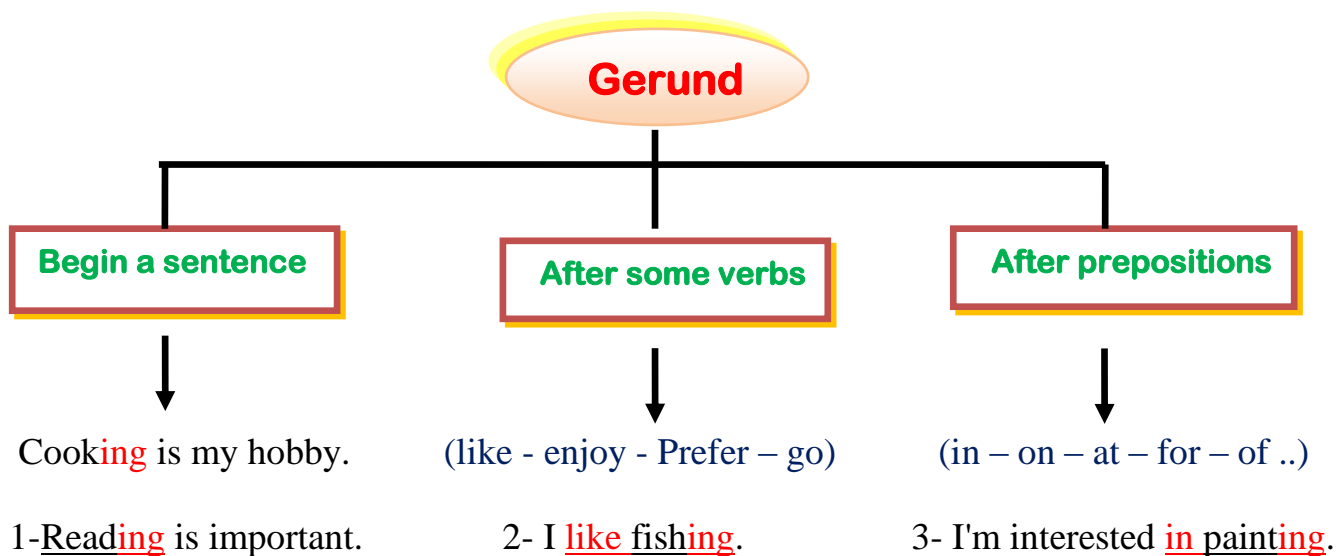 Gerund
Begin a sentence
After some verbs
After prepositions
Cooking is my hobby.
(like - enjoy - Prefer – go)
(in – on – at – for – of ..)
1-Reading is important.
2- I like fishing.
3- I'm interested in painting.